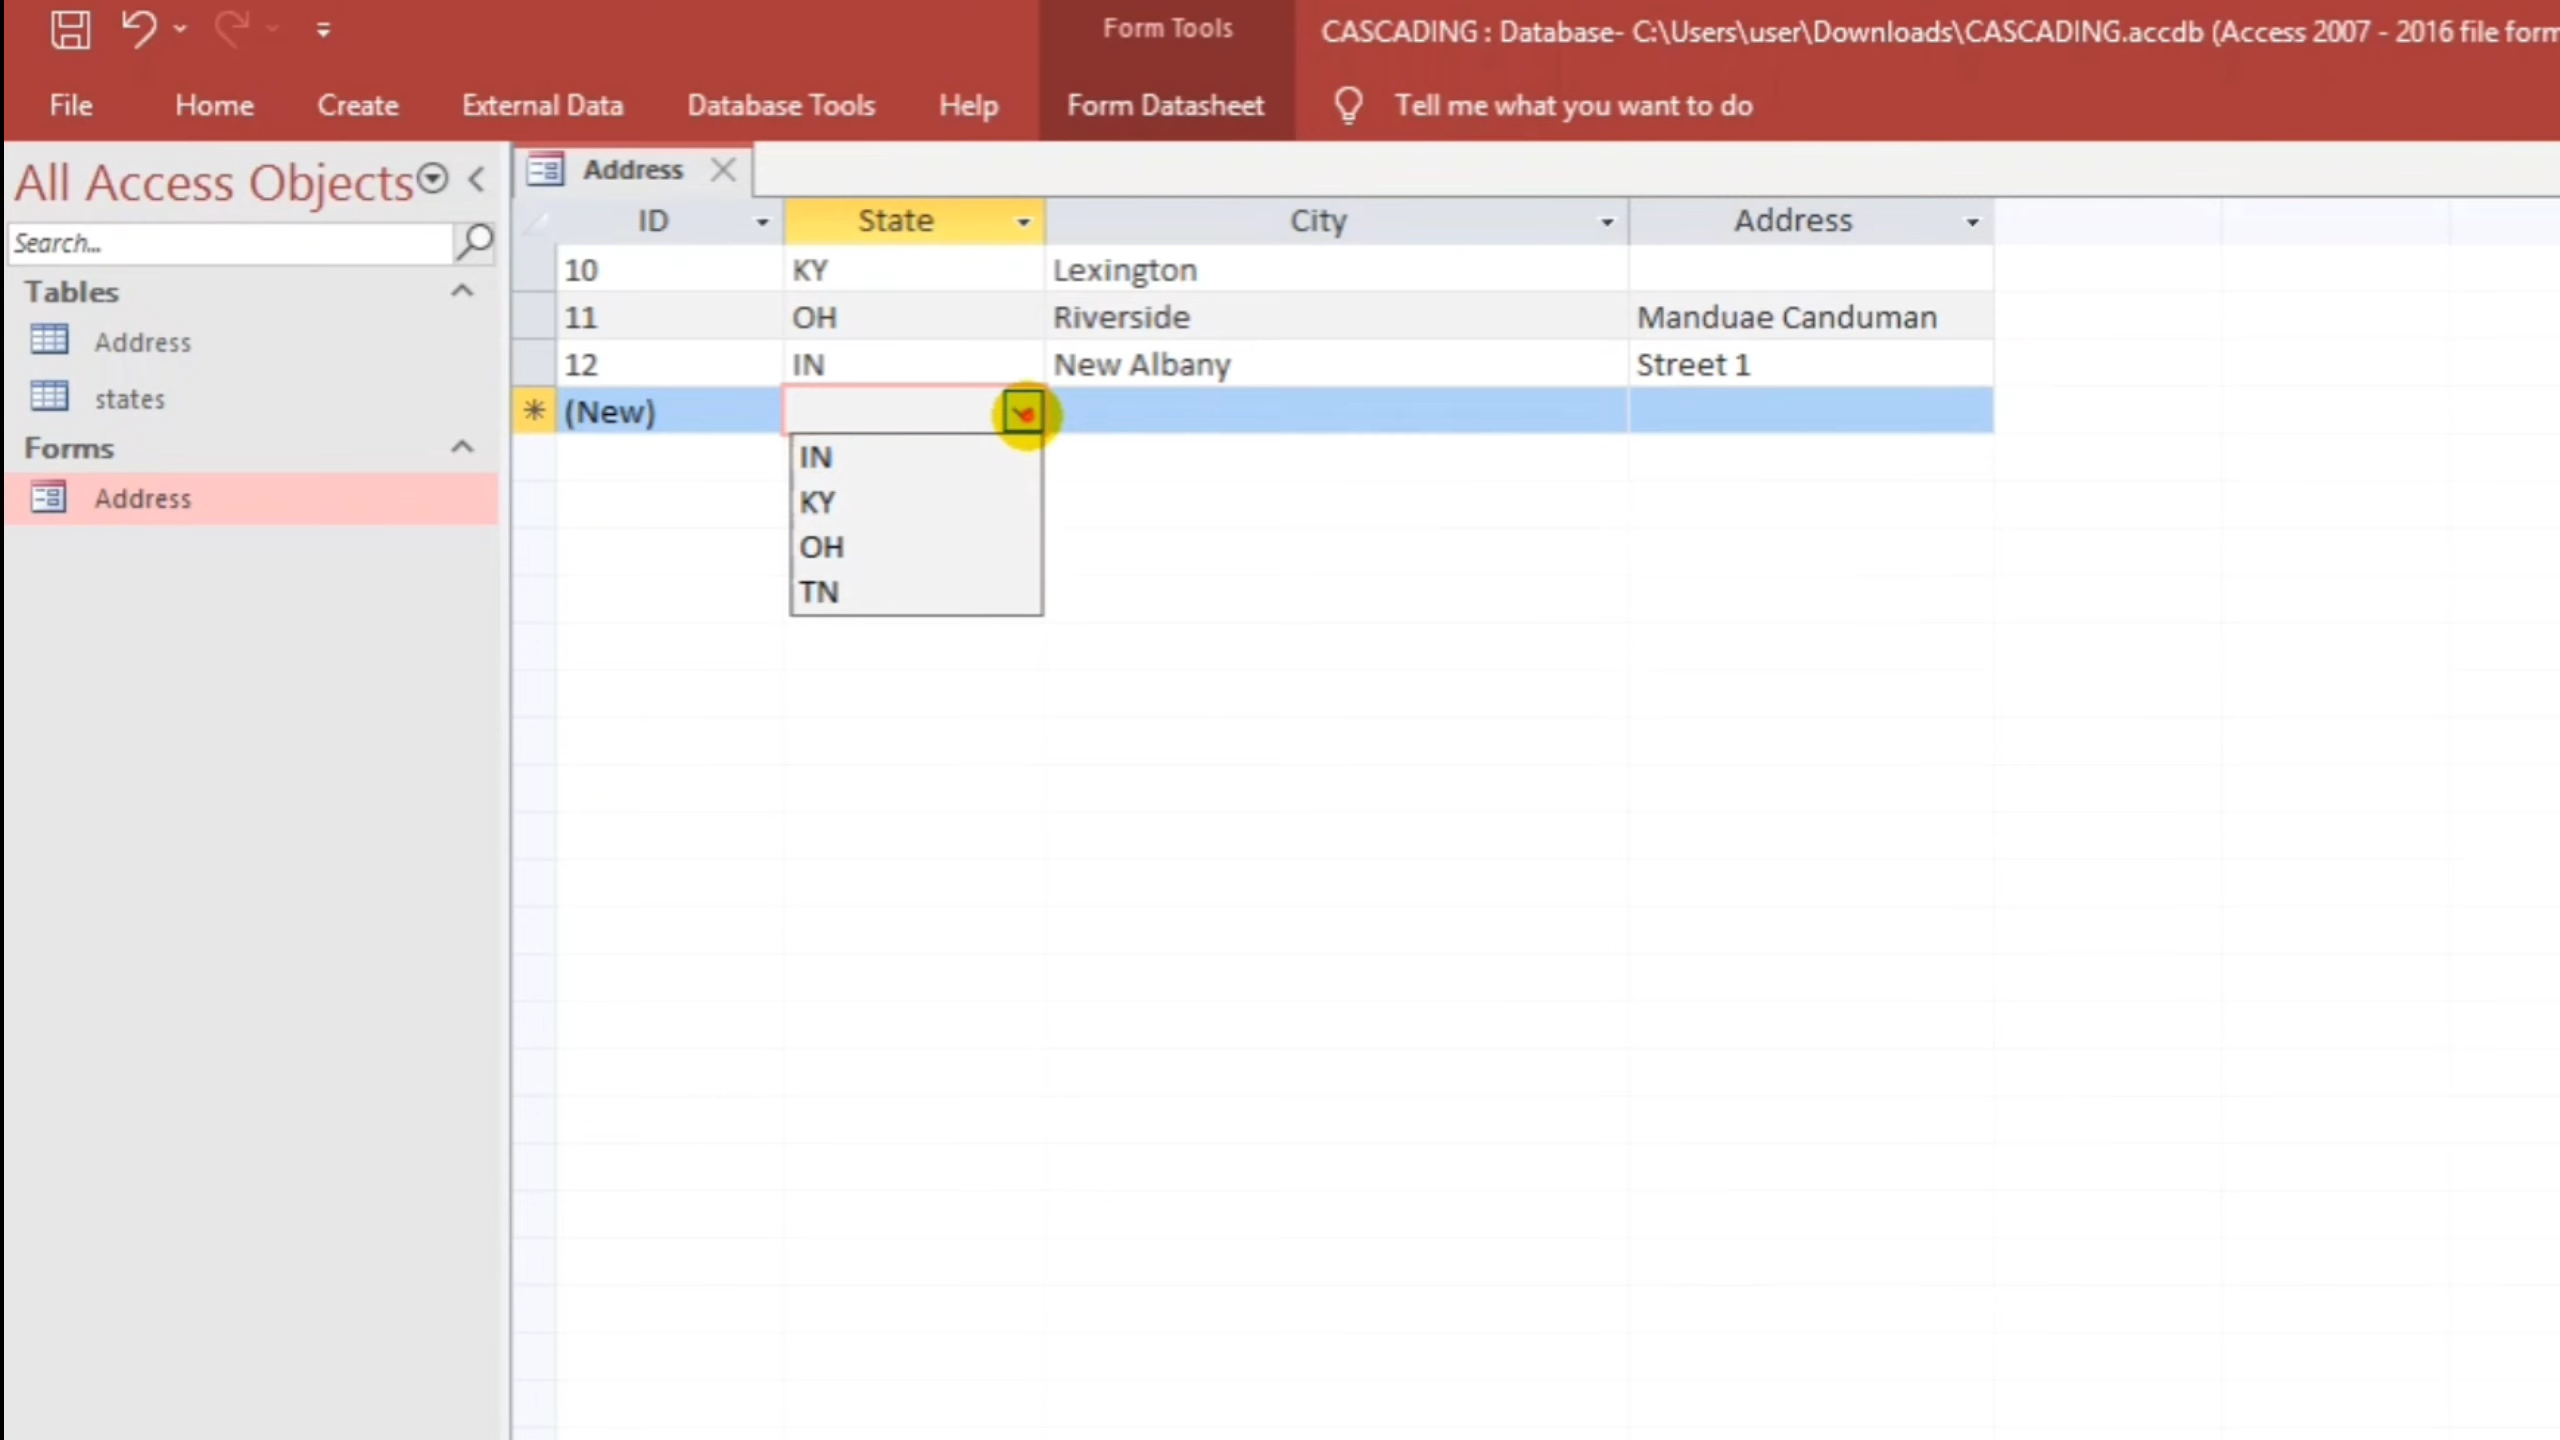 Form Tools
CASCADING : Database- C:\Users\user\Downloads\CASCADING.accdb (Access 2007 - 2016 file form
File Home Create External Data Database Tools Help Form Datasheet Tell me what you want to do
All Access Objects
Search...
Tables
Address
states
Forms
Address
Address
ID State City Address
10 KY Lexington
11 OH Riverside Manduae Canduman
12 IN New Albany Street 1
(New)
IN
KY
OH
TN